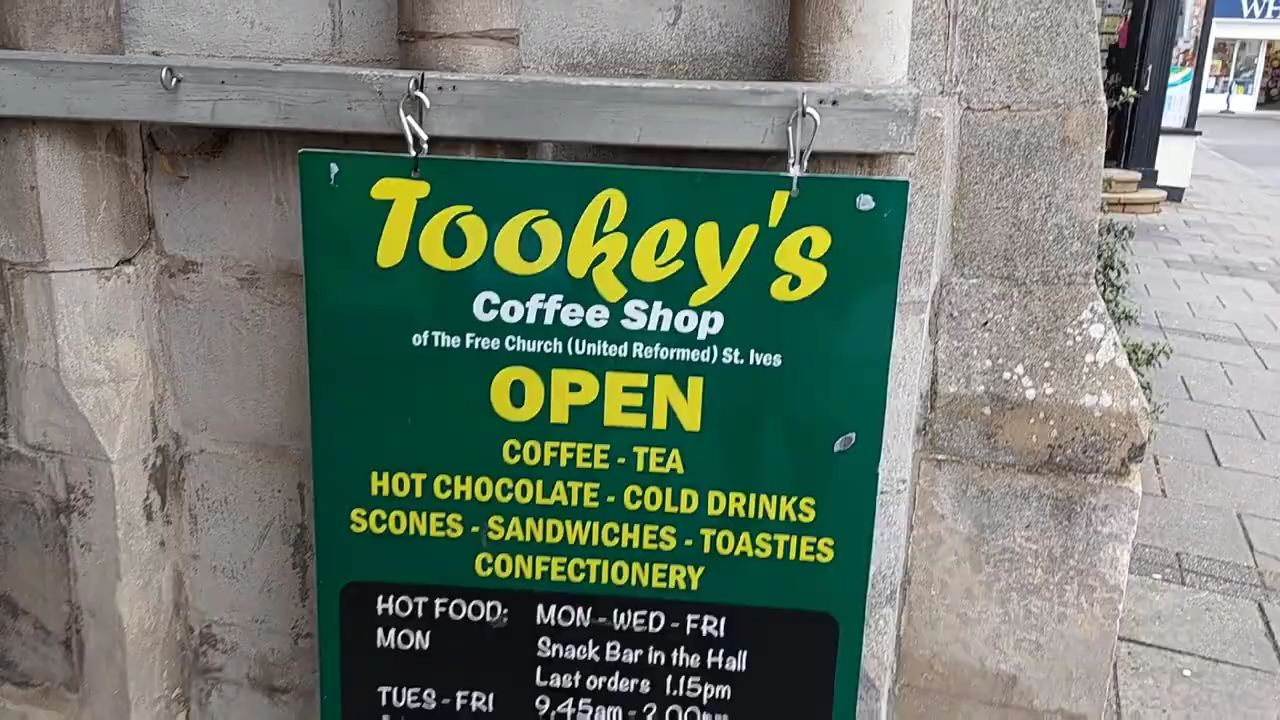 Tookey's
Coffee Shop
of The Free Church (United Reformed) St. Ives
OPEN
COFFEE - TEA
HOT CHOCOLATE - COLD DRINKS
SCONES - SANDWICHES - TOASTIES
CONFECTIONERY
HOT FOOD: MON - WED - FRI
MON Snack Bar in the Hall
Last orders 1.15pm
TUES - FRI 9.45am -